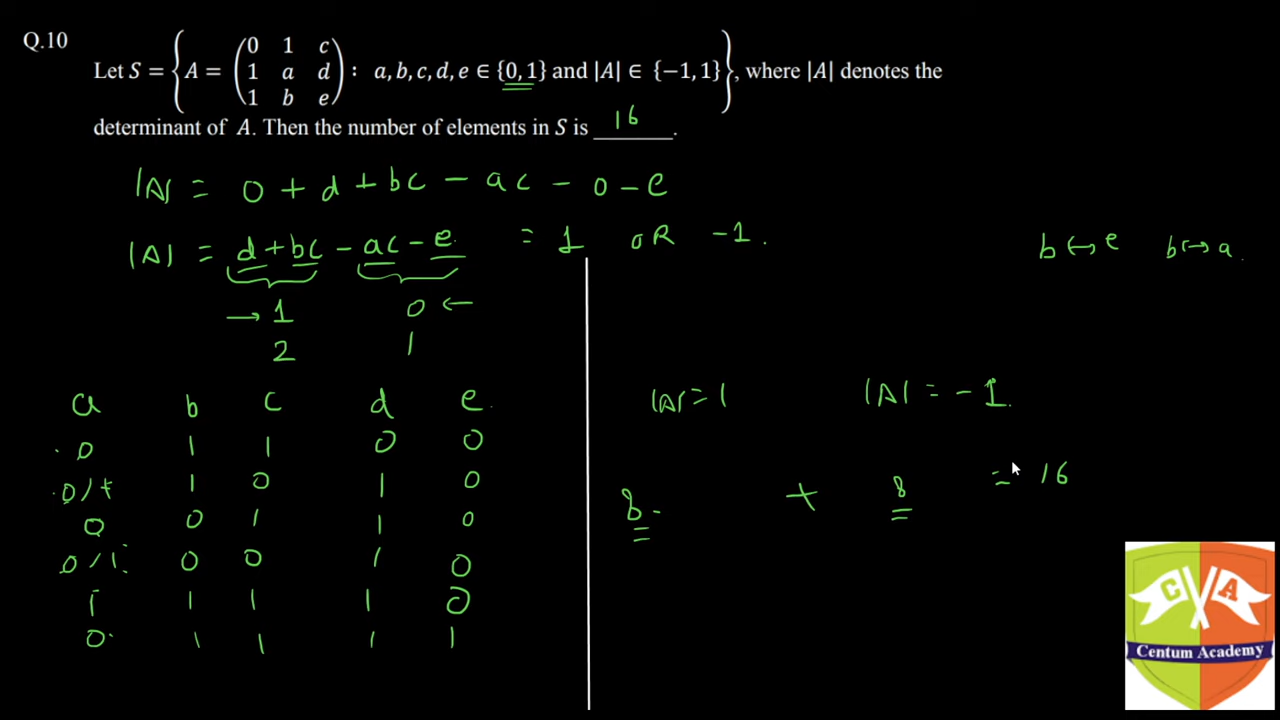 Q.10
Let S = { A = ( 0 1 c
1 a d
1 b e ) : a, b, c, d, e ∈ {0, 1} and |A| ∈ {−1, 1} }, where |A| denotes the
determinant of A. Then the number of elements in S is 16.
|A| = 0 + d + bc − ac − 0 − e
|A| = d + bc − ac − e = 1 OR −1.
b ↔ e b ↔ a.
→ 1 0 ←
2 1
a b c d e
0 1 1 0 0
0/1 1 0 1 0
0 0 1 1 0
0/1 0 0 1 0
1 1 1 1 0
0 1 1 1 1
|A| = 1 |A| = −1.
8 + 8 = 16
C A
Centum Academy